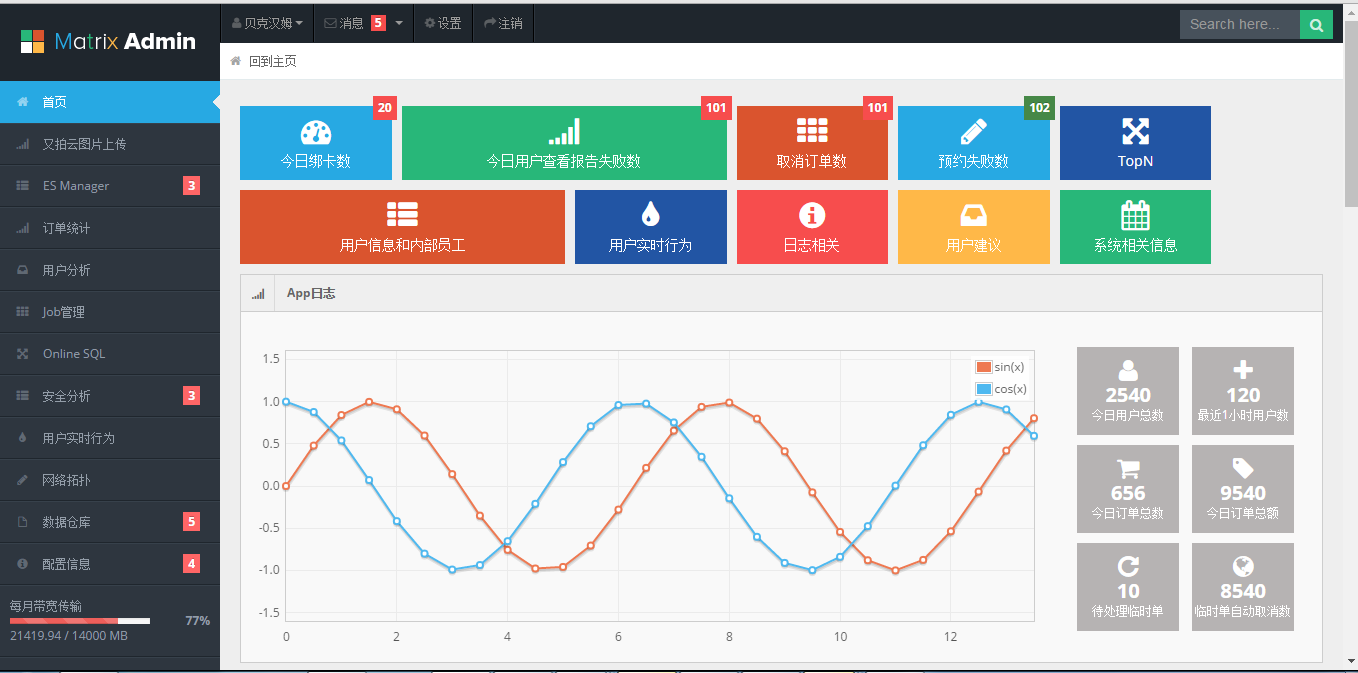 Matrix Admin
贝克汉姆
消息 5
设置
注销
Search here...
首页
又拍云图片上传
ES Manager 3
订单统计
用户分析
Job管理
Online SQL
安全分析 3
用户实时行为
网络拓扑
数据仓库 5
配置信息 4
每月带宽传输
77%
21419.94 / 14000 MB
回到主页
20
今日绑卡数
101
今日用户查看报告失败数
101
取消订单数
102
预约失败数
TopN
用户信息和内部员工
用户实时行为
日志相关
用户建议
系统相关信息
App日志
1.5
1.0
0.5
0.0
-0.5
-1.0
-1.5
0 2 4 6 8 10 12
sin(x)
cos(x)
2540
今日用户总数
120
最近1小时用户数
656
今日订单总数
9540
今日订单总额
10
待处理临时单
8540
临时单自动取消数